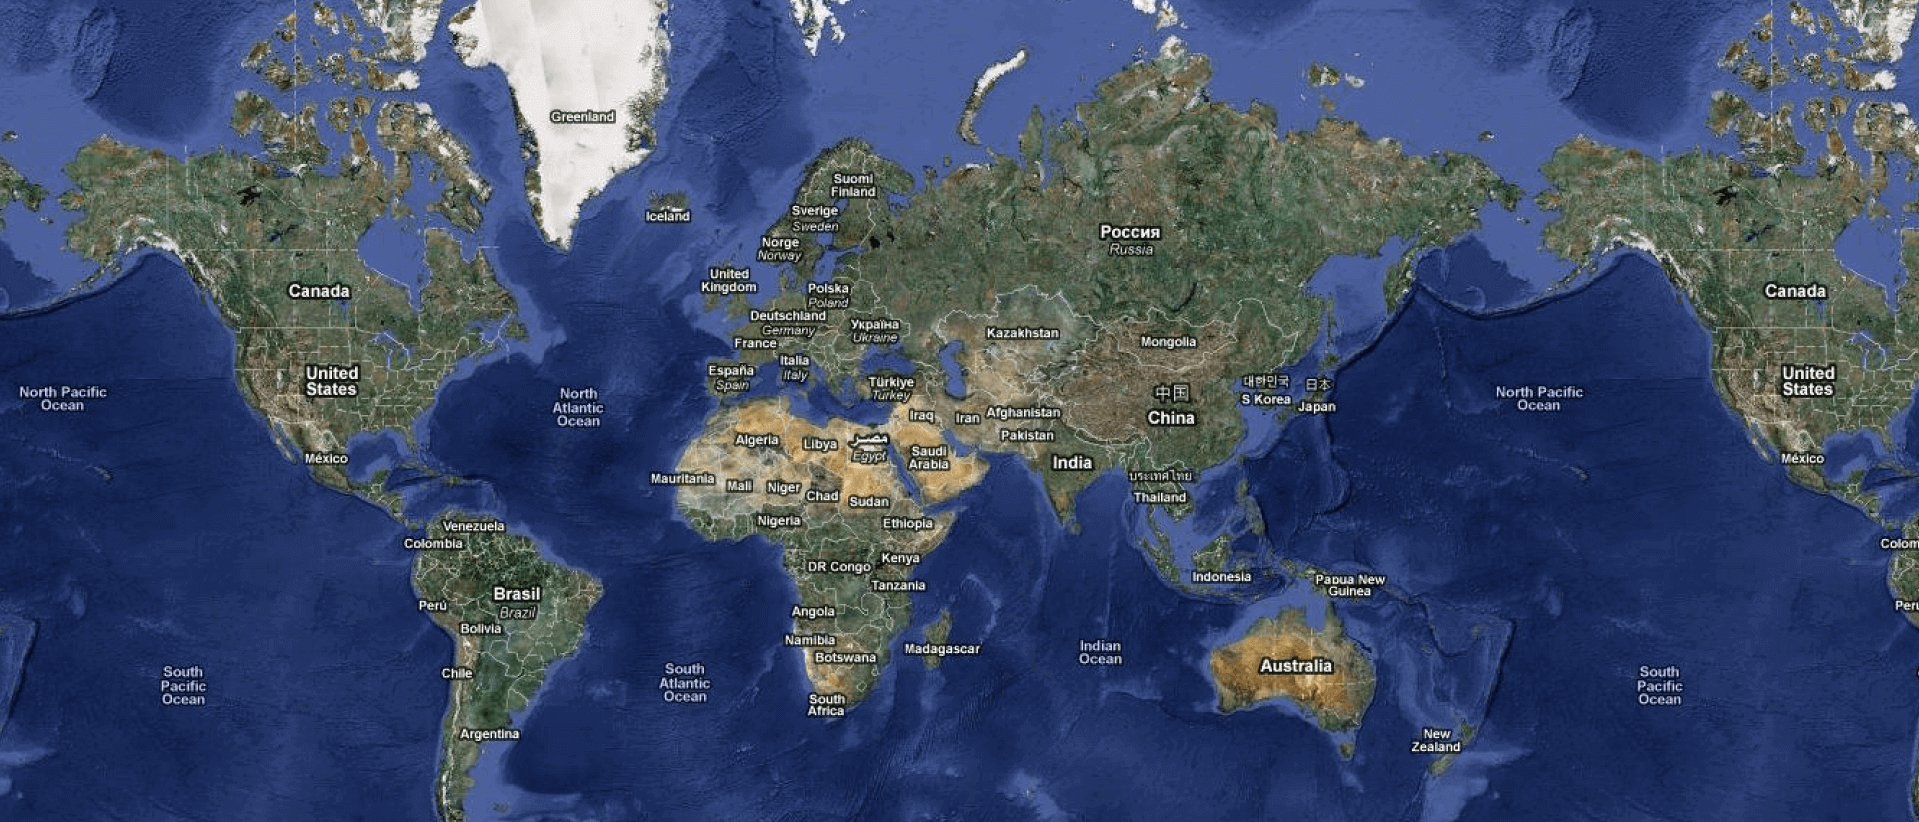 Greenland
Suomi
Finland
Iceland
Sverige
Sweden
Norge
Norway
Россия
Russia
United
Kingdom
Polska
Poland
Canada
Canada
Deutschland
Germany
Україна
Ukraine
France
Kazakhstan
Mongolia
Italia
Italy
España
Spain
United
States
United
States
Türkiye
Turkey
中国
China
대한민국
S Korea
日本
Japan
North Pacific
Ocean
North
Atlantic
Ocean
North Pacific
Ocean
Iraq
Iran
Afghanistan
Pakistan
Algeria
Libya
مصر
Egypt
Saudi
Arabia
India
México
México
Mauritania
Mali
Niger
Chad
Sudan
ประเทศไทย
Thailand
Venezuela
Nigeria
Ethiopia
Colombia
Colom
Kenya
DR Congo
Indonesia
Papua New
Guinea
Tanzania
Brasil
Brazil
Perú
Perú
Angola
Bolivia
Namibia
Madagascar
Botswana
Indian
Ocean
Australia
Chile
South
Pacific
Ocean
South
Atlantic
Ocean
South
Pacific
Ocean
South
Africa
Argentina
New
Zealand